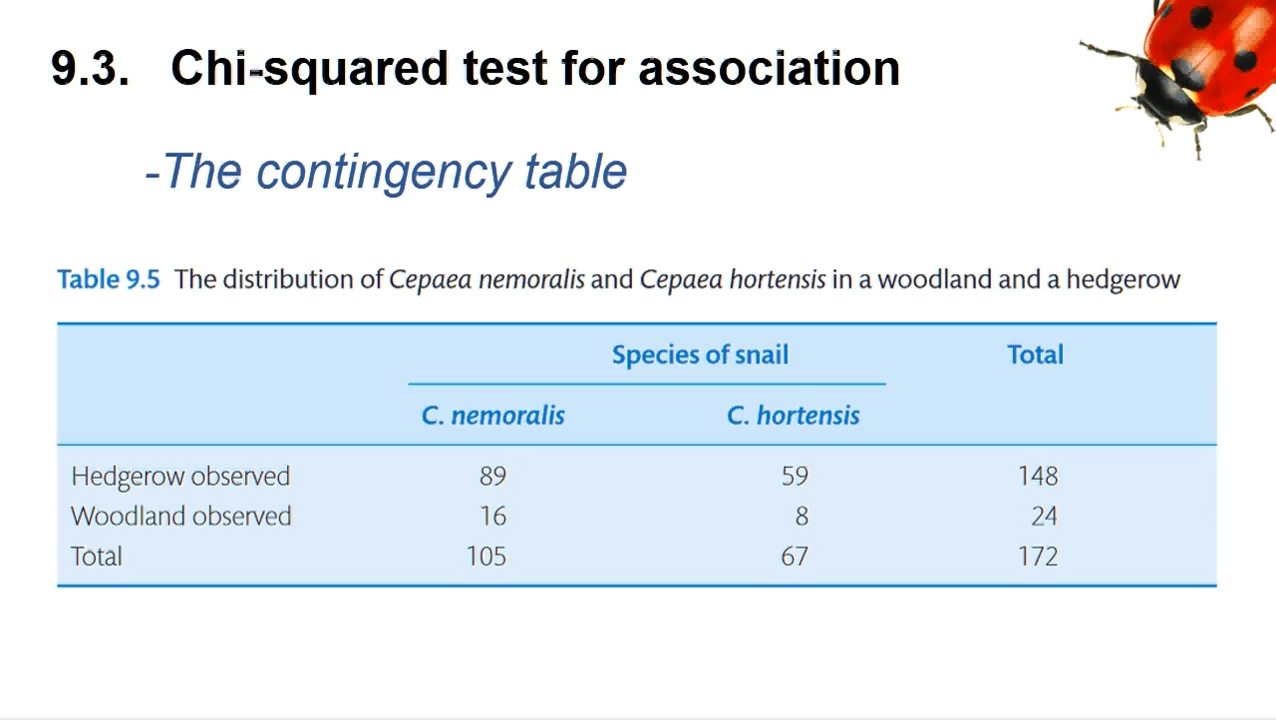 9.3. Chi-squared test for association
-The contingency table
Table 9.5 The distribution of Cepaea nemoralis and Cepaea hortensis in a woodland and a hedgerow
Species of snail Total
C. nemoralis C. hortensis
Hedgerow observed 89 59 148
Woodland observed 16 8 24
Total 105 67 172